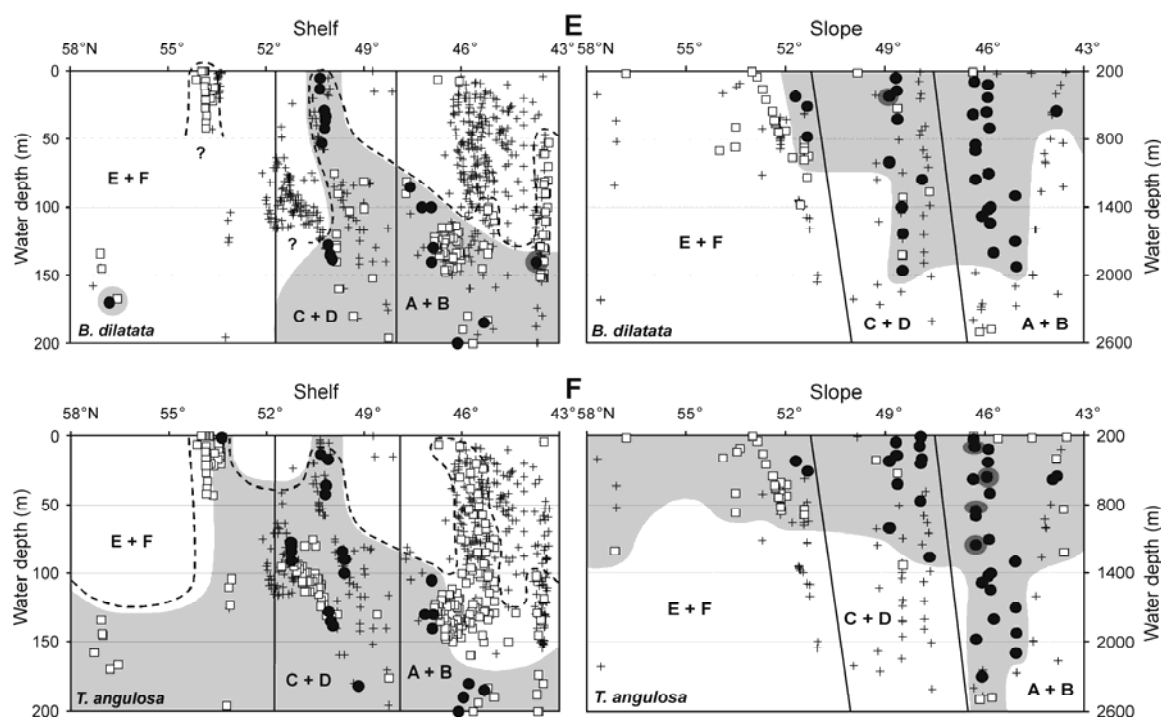 Shelf
E
Slope
58°N 55° 52° 49° 46° 43°
58°N 55° 52° 49° 46° 43°
Water depth (m)
0
50
100
150
200
E + F
?
?
C + D
A + B
B. dilatata
200
800
1400
2000
2600
Water depth (m)
E + F
C + D
A + B
B. dilatata
Shelf
F
Slope
58°N 55° 52 49° 46° 43°
58°N 55° 52° 49° 46° 43°
Water depth (m)
0
50
100
150
200
E + F
C + D
A + B
T. angulosa
200
800
1400
2000
2600
Water depth (m)
E + F
C + D
A + B
T. angulosa